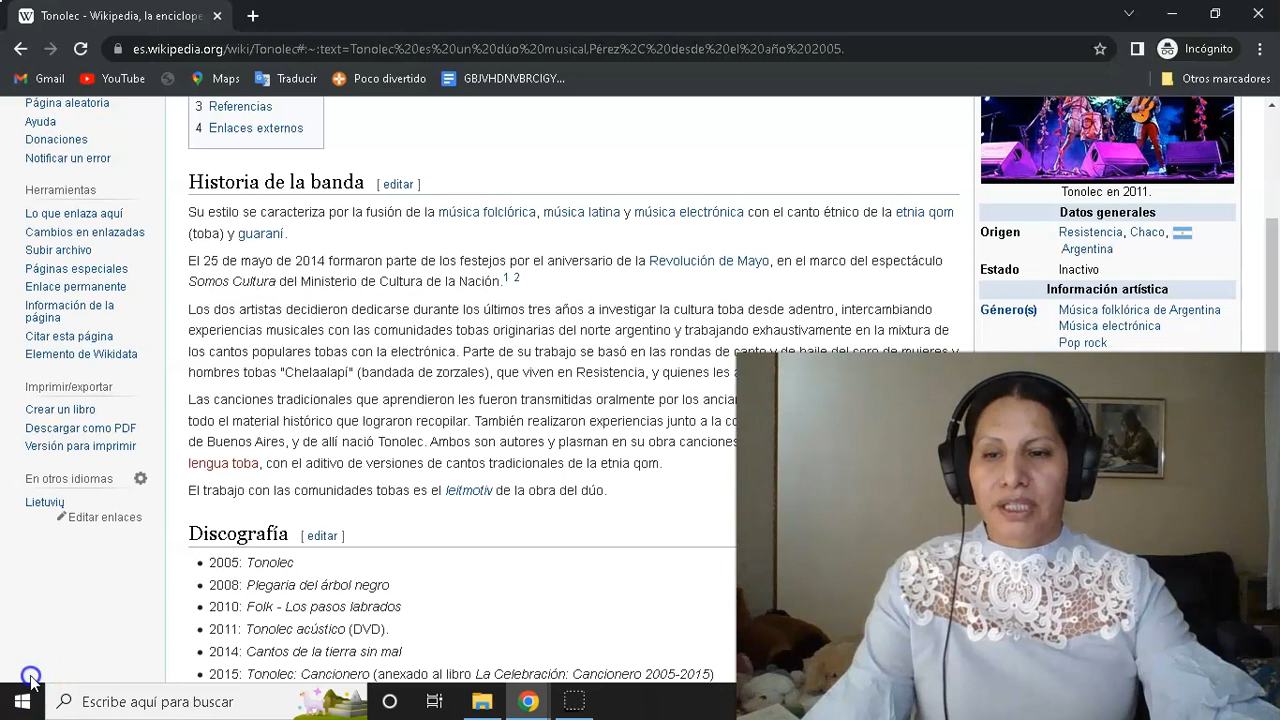 Tonolec - Wikipedia, la enciclope
es.wikipedia.org/wiki/Tonolec#:~:text=Tonolec%20es%20un%20dúo%20musical,Pérez%2C%20desde%20el%20año%202005.
Incógnito
Gmail
YouTube
Maps
Traducir
Poco divertido
GBJVHDNVBRCIGY...
Otros marcadores
Página aleatoria
Ayuda
Donaciones
Notificar un error
Herramientas
Lo que enlaza aquí
Cambios en enlazadas
Subir archivo
Páginas especiales
Enlace permanente
Información de la
página
Citar esta página
Elemento de Wikidata
Imprimir/exportar
Crear un libro
Descargar como PDF
Versión para imprimir
En otros idiomas
Lietuvių
Editar enlaces
3 Referencias
4 Enlaces externos
Historia de la banda [ editar ]
Su estilo se caracteriza por la fusión de la música folclórica, música latina y música electrónica con el canto étnico de la etnia qom
(toba) y guaraní.
El 25 de mayo de 2014 formaron parte de los festejos por el aniversario de la Revolución de Mayo, en el marco del espectáculo
Somos Cultura del Ministerio de Cultura de la Nación.1 2
Los dos artistas decidieron dedicarse durante los últimos tres años a investigar la cultura toba desde adentro, intercambiando
experiencias musicales con las comunidades tobas originarias del norte argentino y trabajando exhaustivamente en la mixtura de
los cantos populares tobas con la electrónica. Parte de su trabajo se basó en las rondas de canto y de baile del coro de mujeres y
hombres tobas "Chelaalapí" (bandada de zorzales), que viven en Resistencia, y quienes les
Las canciones tradicionales que aprendieron les fueron transmitidas oralmente por los
todo el material histórico que lograron recopilar. También realizaron experiencias junto a la
de Buenos Aires, y de allí nació Tonolec. Ambos son autores y plasman en su obra canciones
lengua toba, con el aditivo de versiones de cantos tradicionales de la etnia qom.
El trabajo con las comunidades tobas es el leitmotiv de la obra del dúo.
Discografía [ editar ]
• 2005: Tonolec
• 2008: Plegaria del árbol negro
• 2010: Folk - Los pasos labrados
• 2011: Tonolec acústico (DVD).
• 2014: Cantos de la tierra sin mal
• 2015: Tonolec: Cancionero (anexado al libro La Celebración: Cancionero 2005-2015)
Tonolec en 2011.
Datos generales
Origen Resistencia, Chaco,
Argentina
Estado Inactivo
Información artística
Género(s) Música folklórica de Argentina
Música electrónica
Pop rock
Escribe aquí para buscar